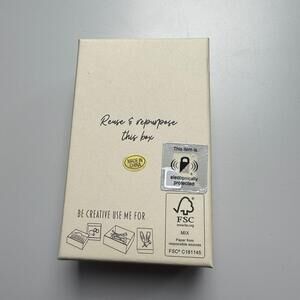 Reuse & repurpose
this box
This item is
electronically
protected
MADE IN
CHINA
BE CREATIVE USE ME FOR
FSC
www.fsc.org
MIX
Paper from
responsible sources
FSC® C161145